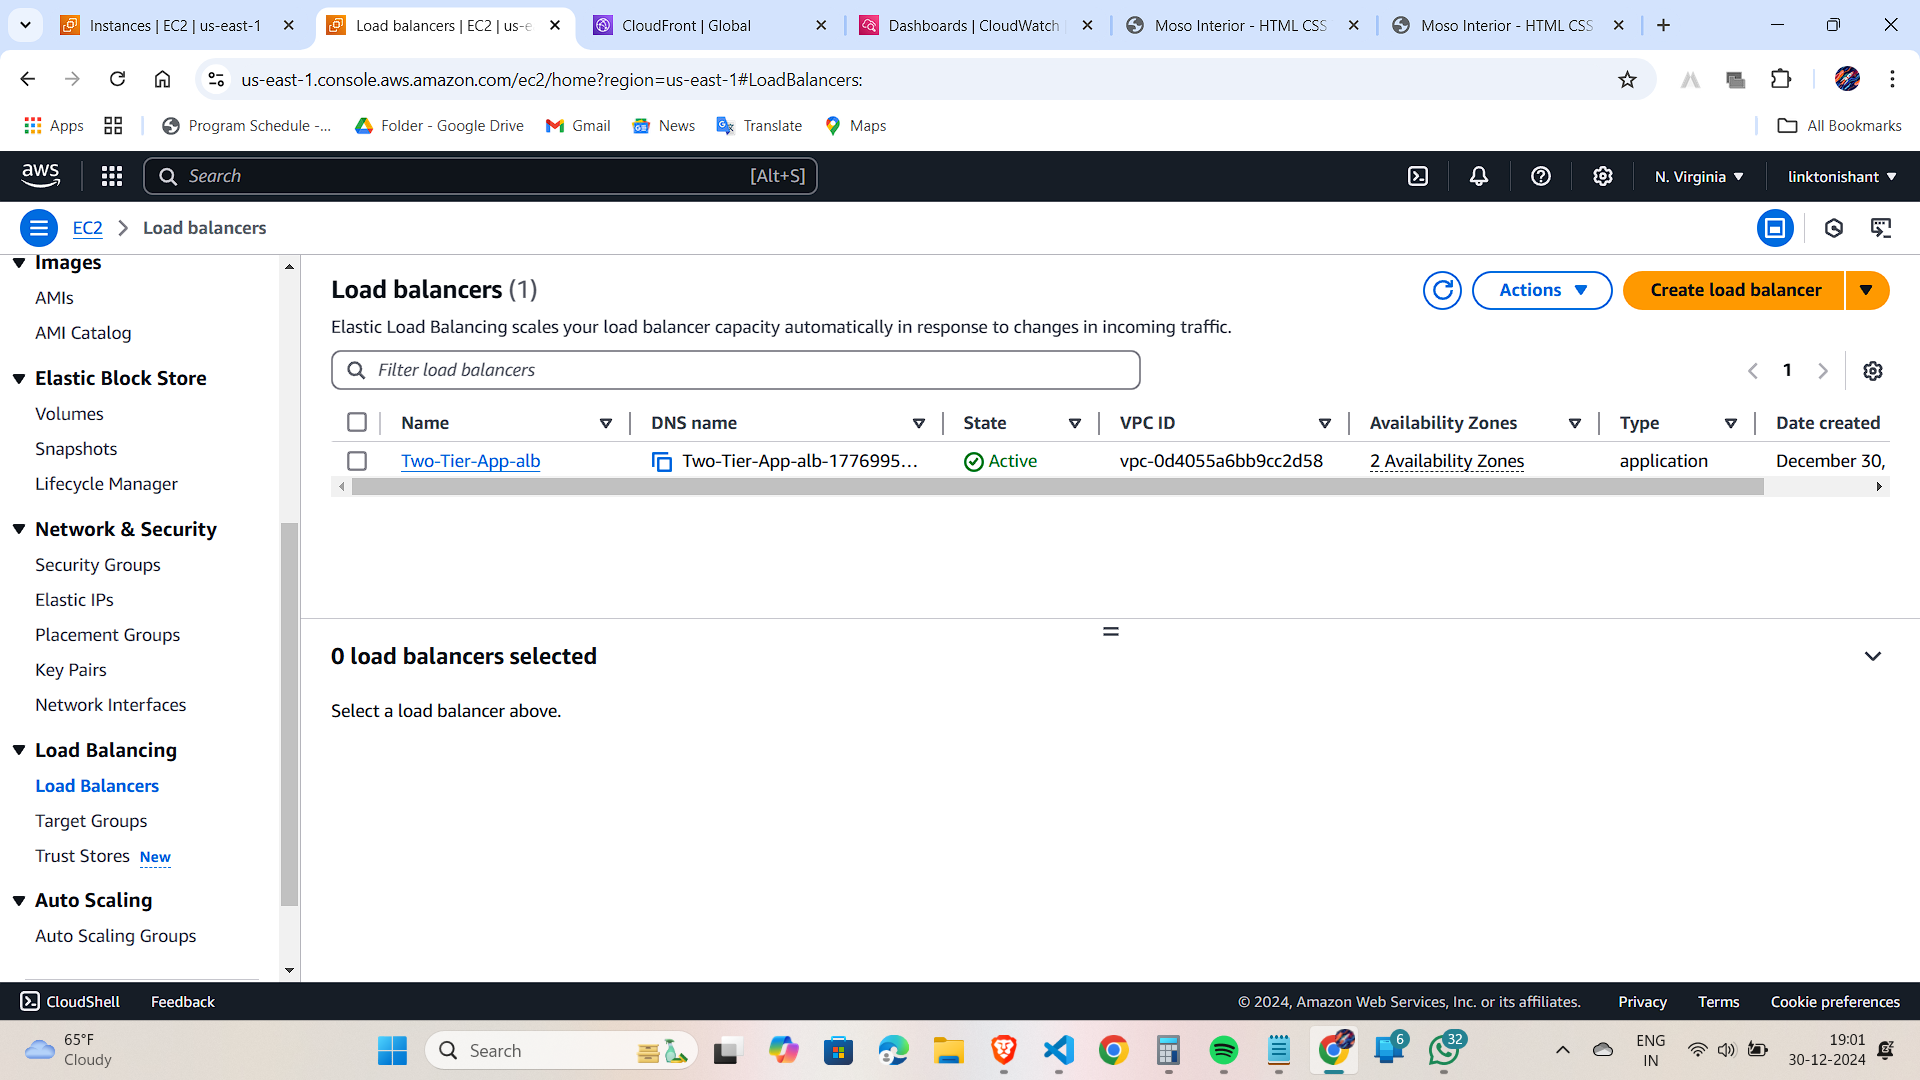 Instances | EC2 | us-east-1
Load balancers | EC2 | us-e
CloudFront | Global
Dashboards | CloudWatch
Moso Interior - HTML CSS
Moso Interior - HTML CSS
us-east-1.console.aws.amazon.com/ec2/home?region=us-east-1#LoadBalancers:
Apps
Program Schedule -...
Folder - Google Drive
Gmail
News
Translate
Maps
All Bookmarks
aws
Search
[Alt+S]
N. Virginia
linktonishant
EC2
Load balancers
Images
AMIs
AMI Catalog
Elastic Block Store
Volumes
Snapshots
Lifecycle Manager
Network & Security
Security Groups
Elastic IPs
Placement Groups
Key Pairs
Network Interfaces
Load Balancing
Load Balancers
Target Groups
Trust Stores New
Auto Scaling
Auto Scaling Groups
Load balancers (1)
Actions
Create load balancer
Elastic Load Balancing scales your load balancer capacity automatically in response to changes in incoming traffic.
Filter load balancers
1
Name
DNS name
State
VPC ID
Availability Zones
Type
Date created
Two-Tier-App-alb
Two-Tier-App-alb-1776995...
Active
vpc-0d4055a6bb9cc2d58
2 Availability Zones
application
December 30,
0 load balancers selected
Select a load balancer above.
CloudShell
Feedback
© 2024, Amazon Web Services, Inc. or its affiliates.
Privacy
Terms
Cookie preferences
65°F
Cloudy
Search
6
32
ENG
IN
19:01
30-12-2024